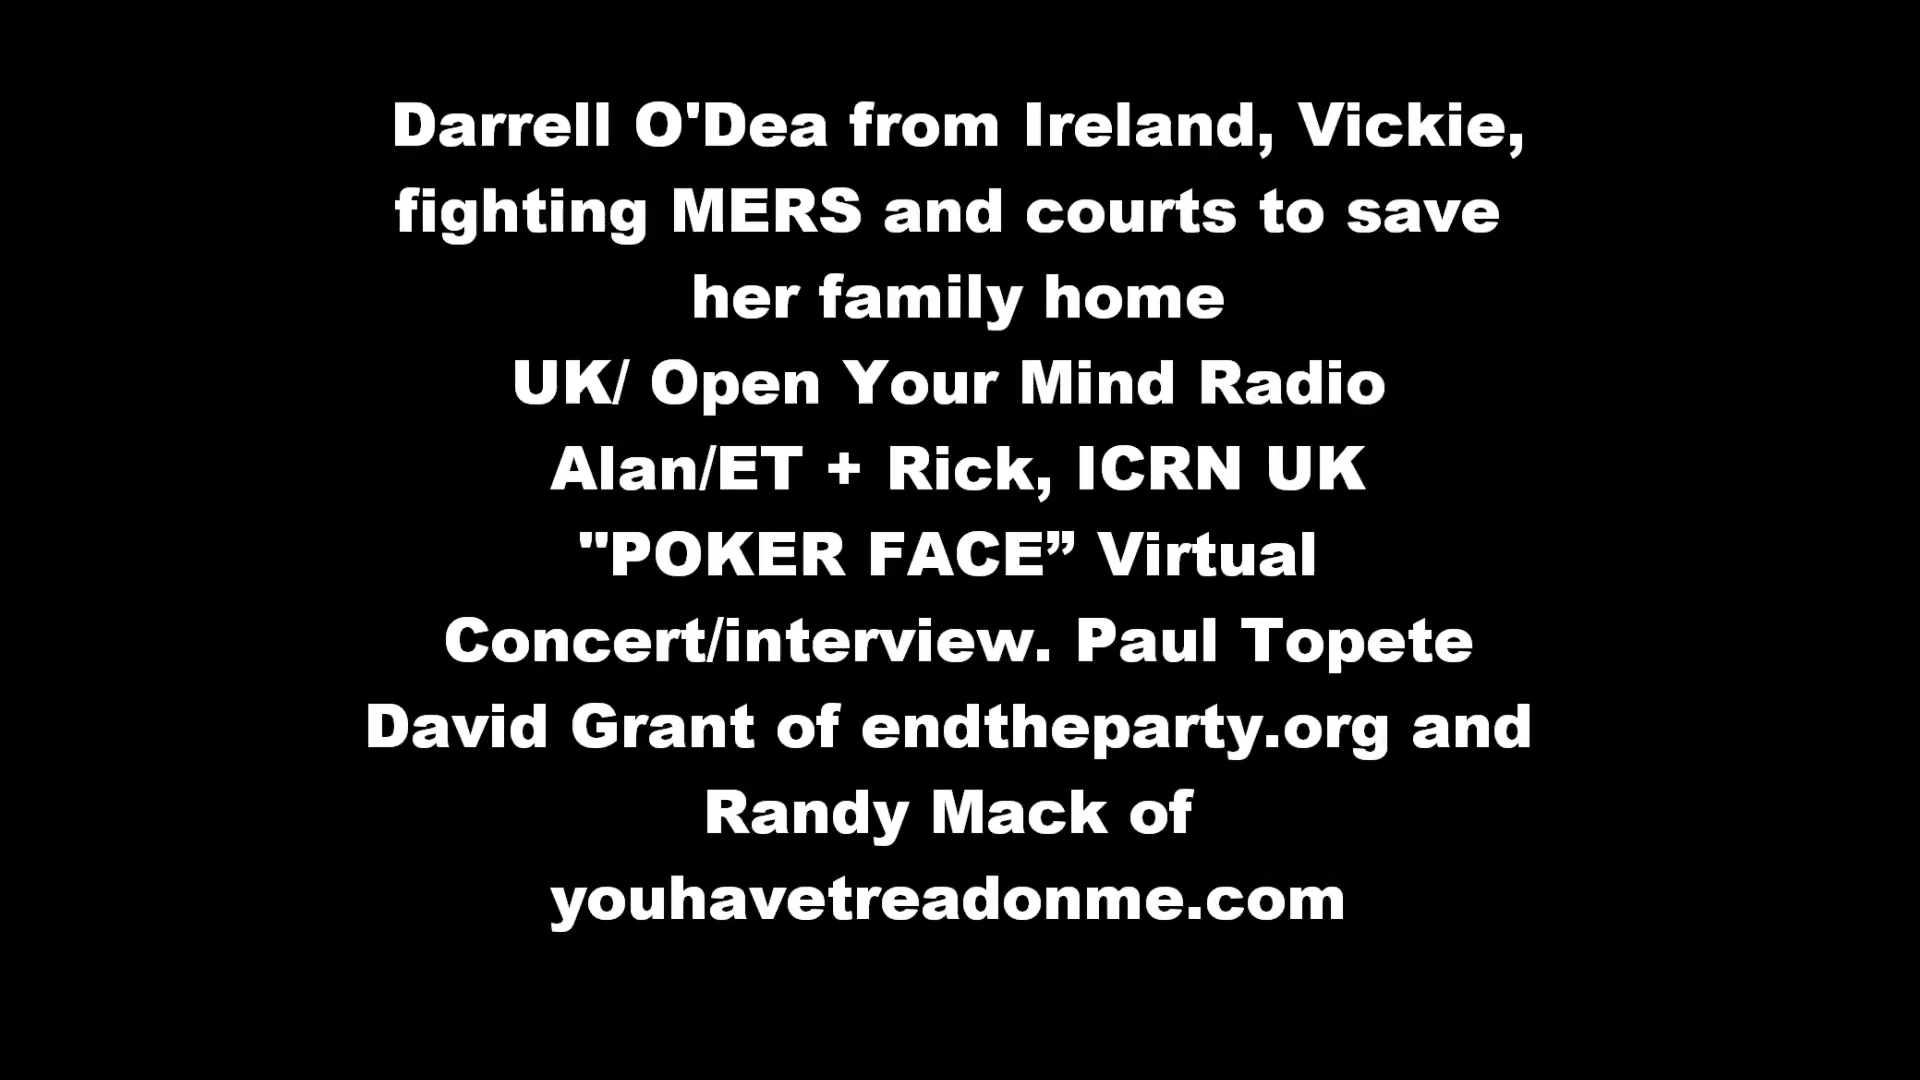 Darrell O'Dea from Ireland, Vickie,
fighting MERS and courts to save
her family home
UK/ Open Your Mind Radio
Alan/ET + Rick, ICRN UK
"POKER FACE” Virtual
Concert/interview. Paul Topete
David Grant of endtheparty.org and
Randy Mack of
youhavetreadonme.com